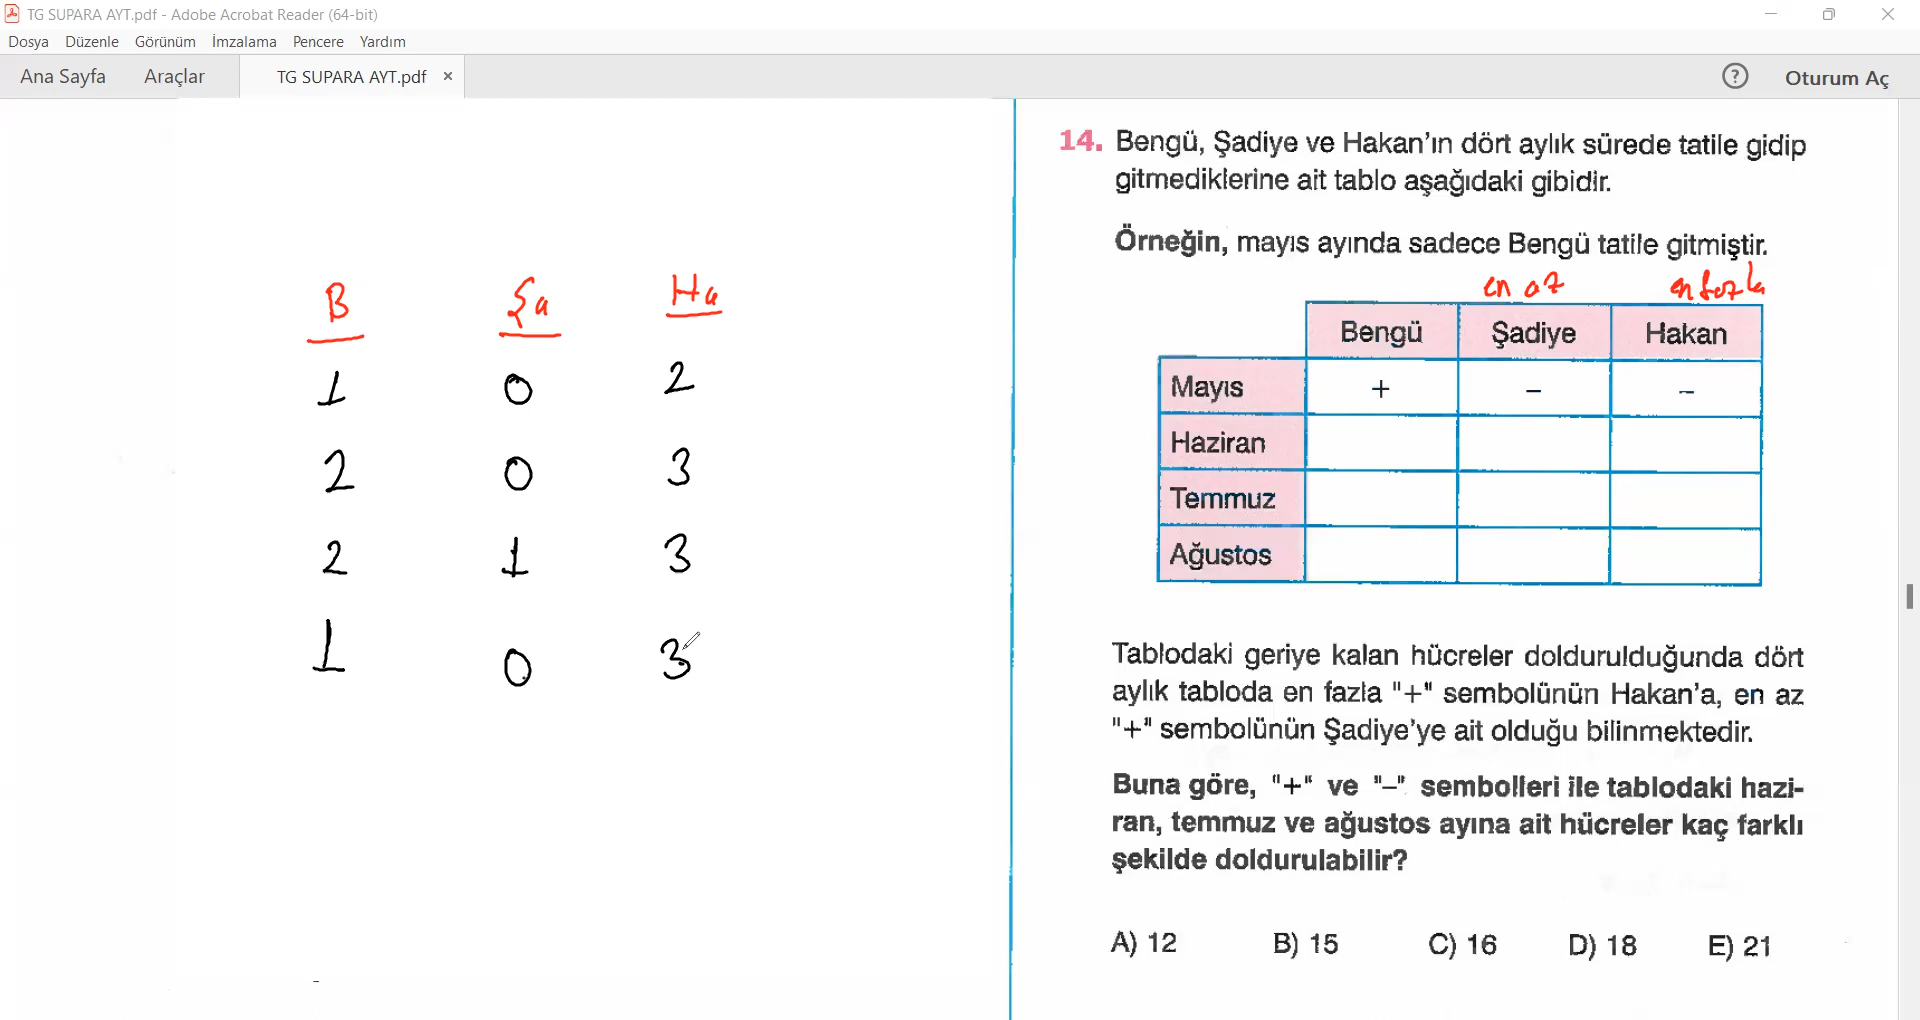 TG SUPARA AYT.pdf - Adobe Acrobat Reader (64-bit)
Dosya Düzenle Görünüm İmzalama Pencere Yardım
Ana Sayfa Araçlar TG SUPARA AYT.pdf × ? Oturum Aç
B Şa Ha
1 0 2
2 0 3
2 1 3
1 0 3
14. Bengü, Şadiye ve Hakan'ın dört aylık sürede tatile gidip
gitmediklerine ait tablo aşağıdaki gibidir.
Örneğin, mayıs ayında sadece Bengü tatile gitmiştir.
en az en fazla
Bengü Şadiye Hakan
Mayıs + – –
Haziran
Temmuz
Ağustos
Tablodaki geriye kalan hücreler doldurulduğunda dört
aylık tabloda en fazla "+" sembolünün Hakan'a, en az
"+" sembolünün Şadiye'ye ait olduğu bilinmektedir.
Buna göre, "+" ve "–" sembolleri ile tablodaki hazi-
ran, temmuz ve ağustos ayına ait hücreler kaç farklı
şekilde doldurulabilir?
A) 12 B) 15 C) 16 D) 18 E) 21